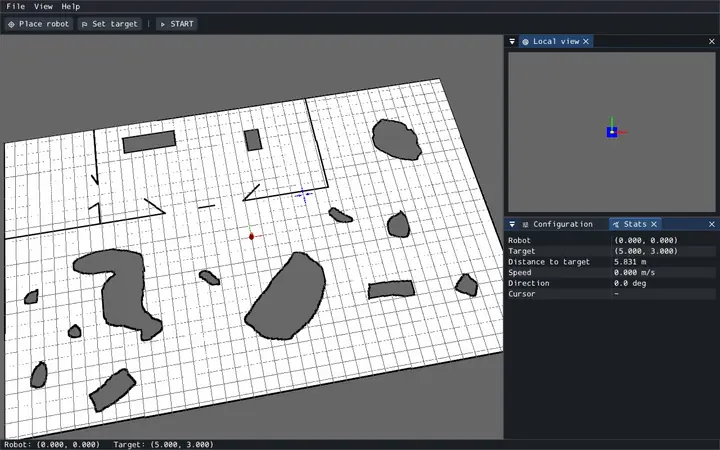 File View Help
Place robot Set target | START
Local view
Configuration Stats
Robot (0.000, 0.000)
Target (5.000, 3.000)
Distance to target 5.831 m
Speed 0.000 m/s
Direction 0.0 deg
Cursor –
Robot: (0.000, 0.000) Target: (5.000, 3.000)